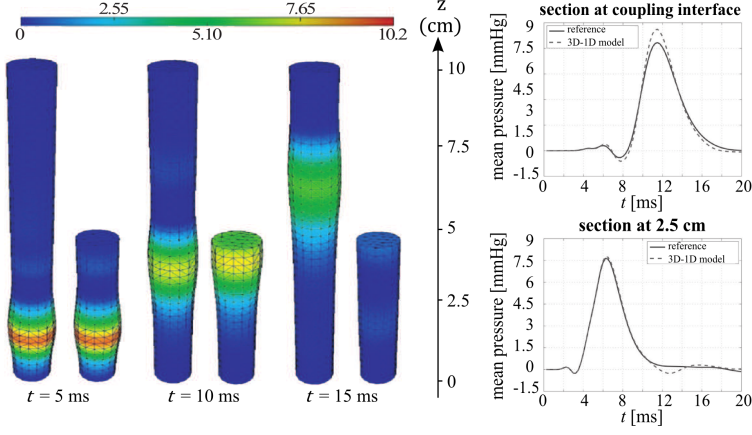 2.55 7.65
0 5.10 10.2
t = 5 ms
t = 10 ms
t = 15 ms
z
(cm)
10
7.5
5
2.5
0
section at coupling interface
reference
3D-1D model
mean pressure [mmHg]
9
7.5
6
4.5
3
1.5
0
-1.5
0 4 8 12 16 20
t [ms]
section at 2.5 cm
reference
3D-1D model
mean pressure [mmHg]
9
7.5
6
4.5
3
1.5
0
-1.5
0 4 8 12 16 20
t [ms]